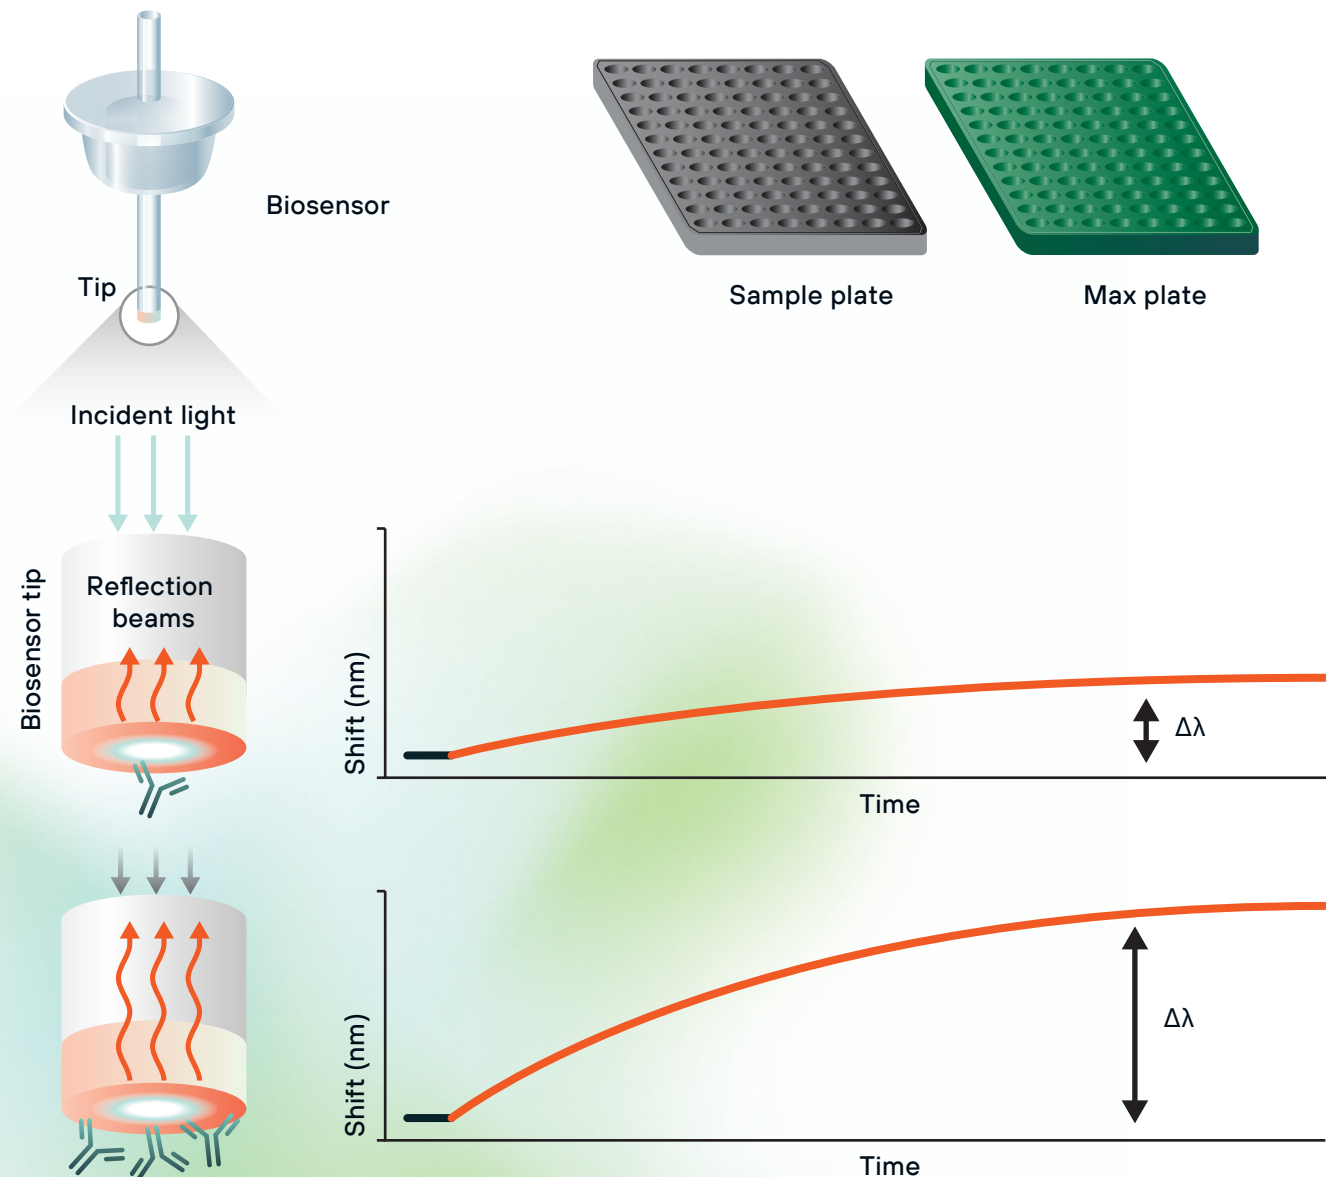 Biosensor
Tip
Sample plate
Max plate
Incident light
Biosensor tip
Reflection
beams
Shift (nm)
Δλ
Time
Shift (nm)
Δλ
Time